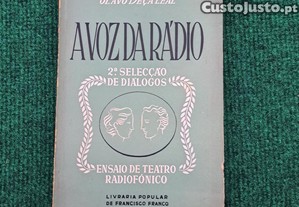 CustoJusto.pt
OLAVO D'EÇA LEAL
A VOZ DA RÁDIO
2ª SELECÇÃO
DE DIÁLOGOS
ENSAIO DE TEATRO
RADIOFÓNICO
LIVRARIA POPULAR
DE FRANCISCO FRANCO